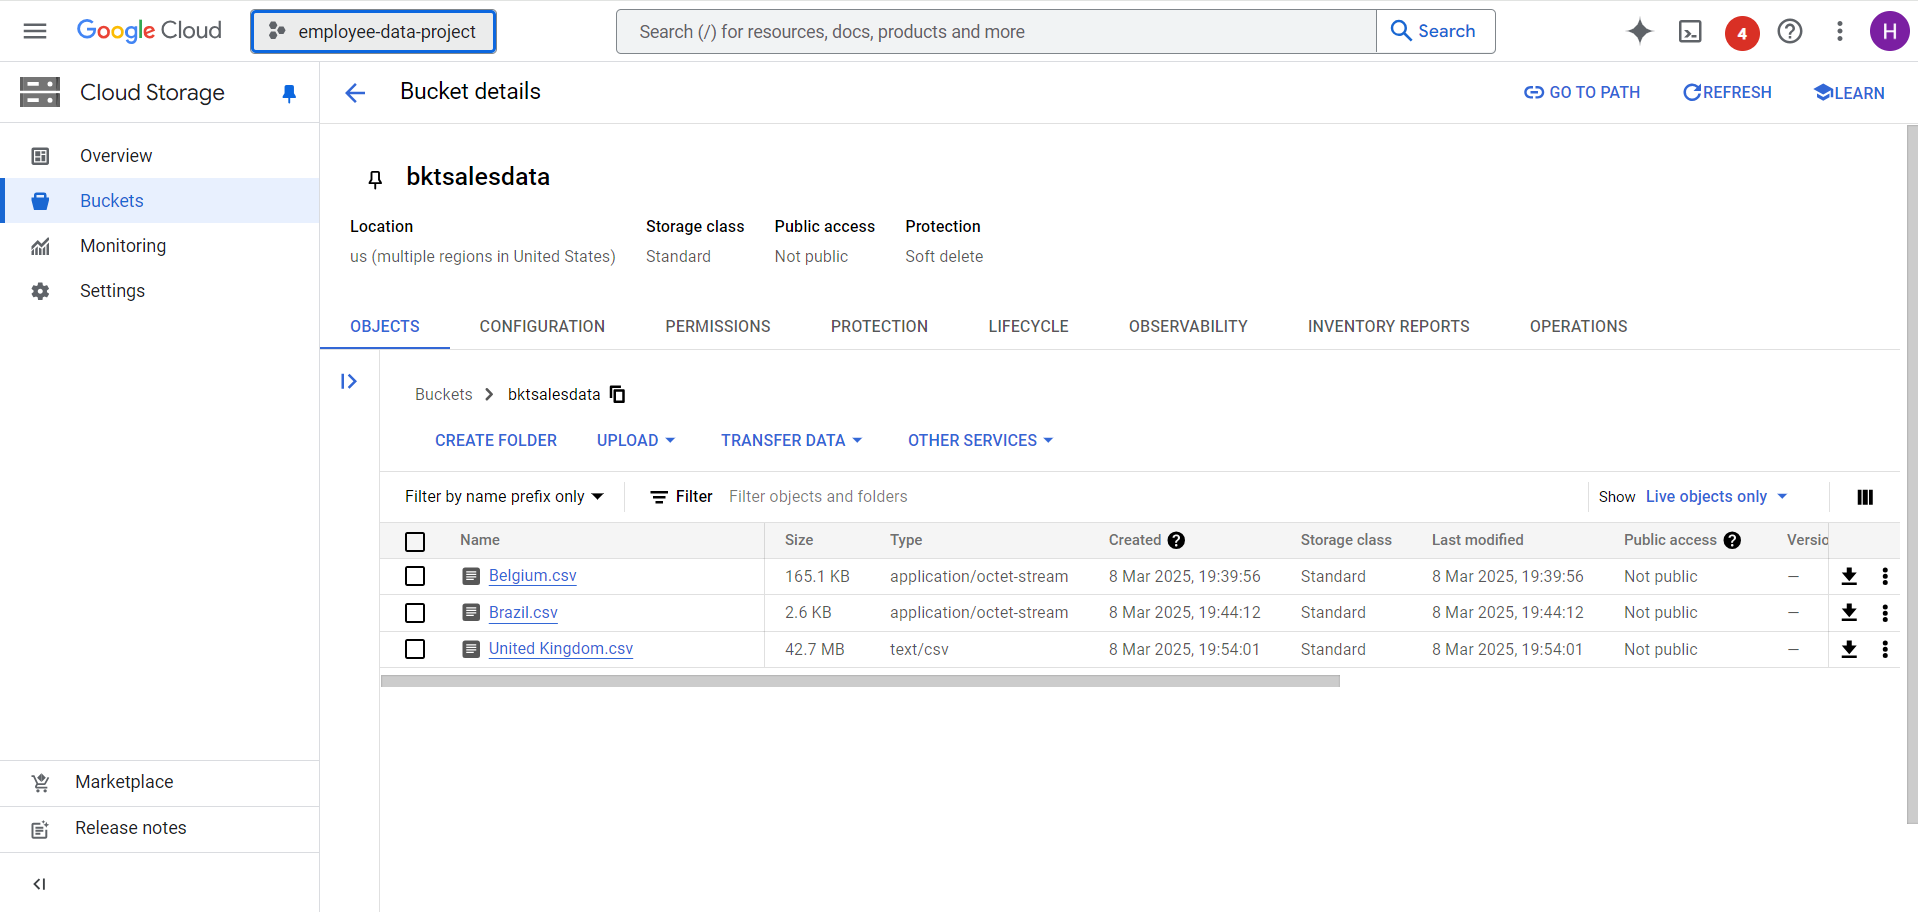 Google Cloud
employee-data-project
Search (/) for resources, docs, products and more
Search
4
H
Cloud Storage
Bucket details
GO TO PATH
REFRESH
LEARN
Overview
Buckets
Monitoring
Settings
bktsalesdata
Location Storage class Public access Protection
us (multiple regions in United States) Standard Not public Soft delete
OBJECTS CONFIGURATION PERMISSIONS PROTECTION LIFECYCLE OBSERVABILITY INVENTORY REPORTS OPERATIONS
Buckets bktsalesdata
CREATE FOLDER UPLOAD TRANSFER DATA OTHER SERVICES
Filter by name prefix only Filter Filter objects and folders Show Live objects only
Name Size Type Created Storage class Last modified Public access Versio
Belgium.csv 165.1 KB application/octet-stream 8 Mar 2025, 19:39:56 Standard 8 Mar 2025, 19:39:56 Not public —
Brazil.csv 2.6 KB application/octet-stream 8 Mar 2025, 19:44:12 Standard 8 Mar 2025, 19:44:12 Not public —
United Kingdom.csv 42.7 MB text/csv 8 Mar 2025, 19:54:01 Standard 8 Mar 2025, 19:54:01 Not public —
Marketplace
Release notes